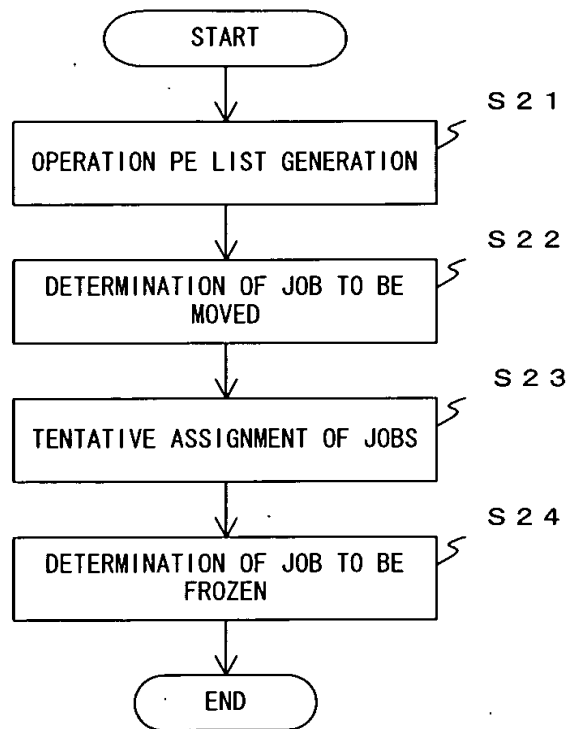 START
S21
OPERATION PE LIST GENERATION
S22
DETERMINATION OF JOB TO BE
MOVED
S23
TENTATIVE ASSIGNMENT OF JOBS
S24
DETERMINATION OF JOB TO BE
FROZEN
END